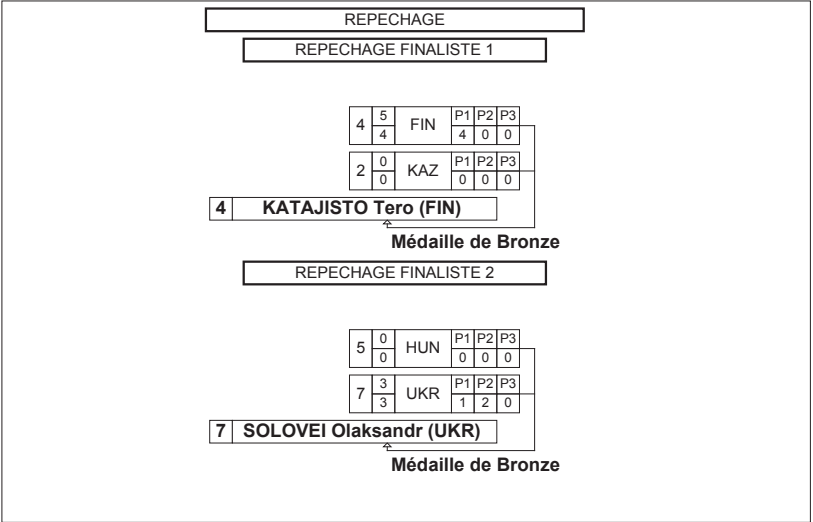 REPECHAGE
REPECHAGE FINALISTE 1
4 5 FIN P1 P2 P3
4 4 0 0
2 0 KAZ P1 P2 P3
0 0 0 0
4 KATAJISTO Tero (FIN)
Médaille de Bronze
REPECHAGE FINALISTE 2
5 0 HUN P1 P2 P3
0 0 0 0
7 3 UKR P1 P2 P3
3 1 2 0
7 SOLOVEI Olaksandr (UKR)
Médaille de Bronze